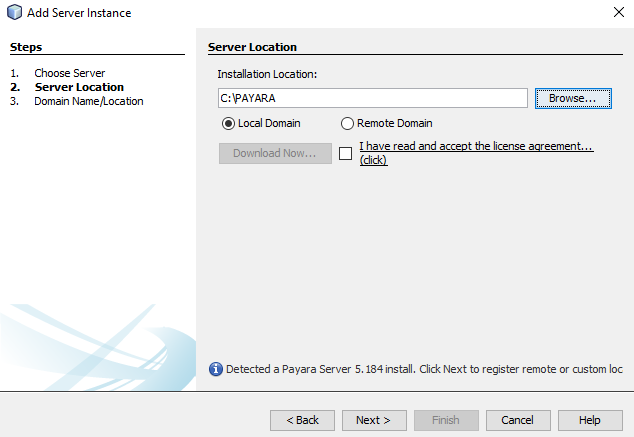 Add Server Instance
Steps
1. Choose Server
2. Server Location
3. Domain Name/Location
Server Location
Installation Location:
C:\PAYARA
Browse...
Local Domain
Remote Domain
Download Now...
I have read and accept the license agreement...
(click)
Detected a Payara Server 5.184 install. Click Next to register remote or custom loc
< Back
Next >
Finish
Cancel
Help